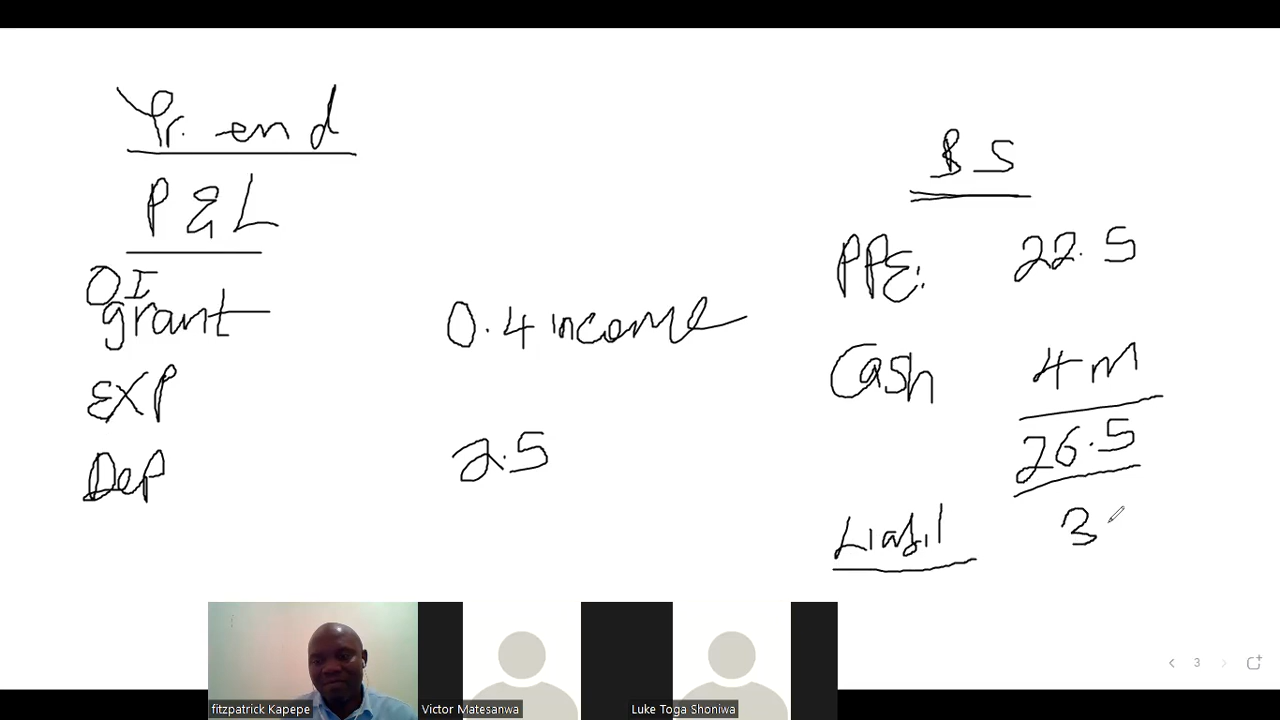 Yr. end
P & L
OI
grant 0.4 income
EXP
Dep 2.5
BS
PPE: 22.5
Cash 4m
26.5
Liabil 3
3
fitzpatrick Kapepe
Victor Matesanwa
Luke Toga Shoniwa